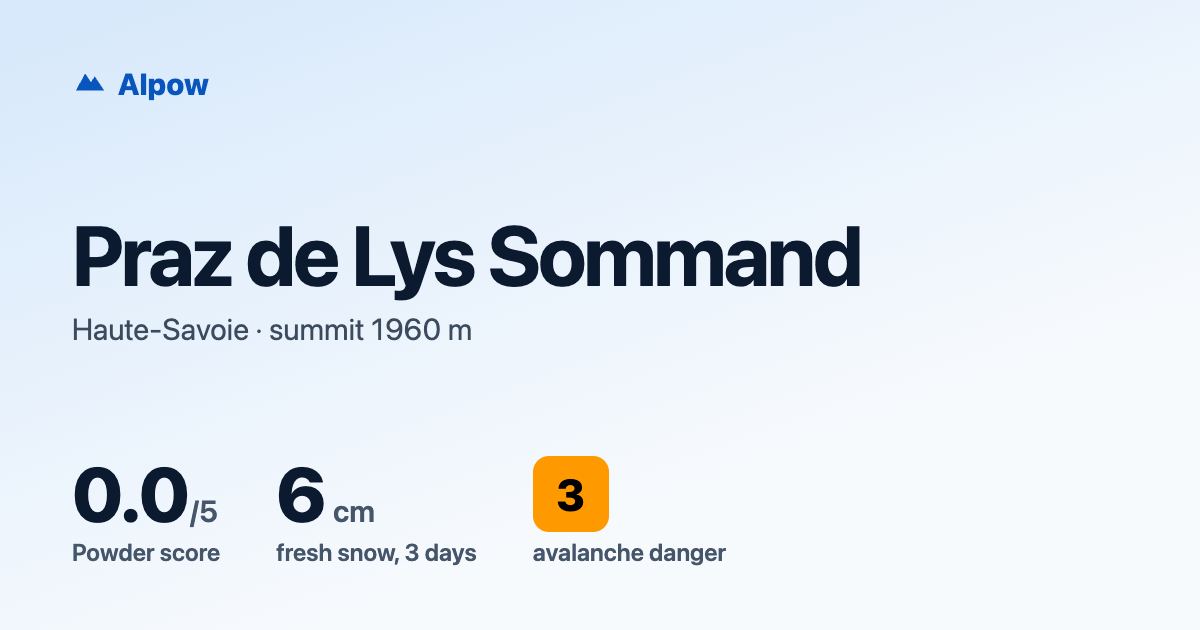 Alpow
Praz de Lys Sommand
Haute-Savoie · summit 1960 m
0.0/5
Powder score
6 cm
fresh snow, 3 days
3
avalanche danger